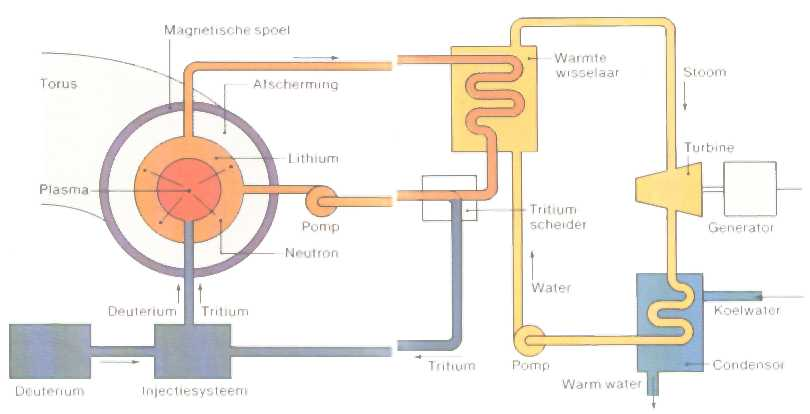 Magnetische spoel
Torus
Afscherming
Warmte
wisselaar
Stoom
Lithium
Turbine
Plasma
Pomp
Tritium
scheider
Generator
Neutron
Water
Deuterium
Tritium
Koelwater
Tritium
Pomp
Condensor
Deuterium
Injectiesysteem
Warm water